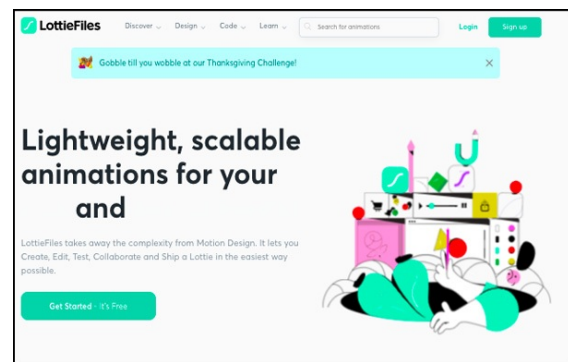 LottieFiles
Discover Design Code Learn Search for animations Login Sign up
Gobble till you wobble at our Thanksgiving Challenge!
Lightweight, scalable
animations for your
and
LottieFiles takes away the complexity from Motion Design. It lets you
Create, Edit, Test, Collaborate and Ship a Lottie in the easiest way
possible.
Get Started - it's Free